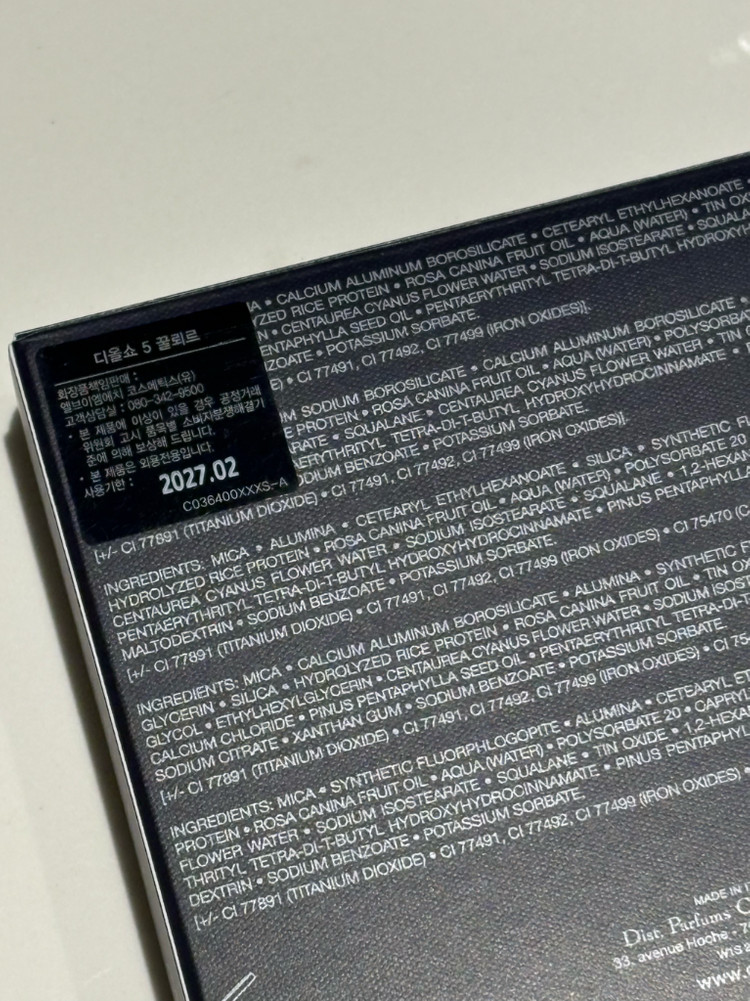 디올쇼 5 꿀뢰르
화장품책임판매 :
엘브이엠에치 코스메틱스(유)
고객상담실 : 080-342-9500
• 본 제품에 이상이 있을 경우 공정거래
위원회 고시 품목별 소비자분쟁해결기
준에 의해 보상해 드립니다.
• 본 제품은 외용전용입니다.
사용기한 : 2027.02
C036400XXXS-A
A • CALCIUM ALUMINUM BOROSILICATE • CETEARYL ETHYLHEXANOATE •
YZED RICE PROTEIN • ROSA CANINA FRUIT OIL • AQUA (WATER) • TIN OX
N • CENTAUREA CYANUS FLOWER WATER • SODIUM ISOSTEARATE • SQUALA
ENTAPHYLLA SEED OIL • PENTAERYTHRITYL TETRA-DI-T-BUTYL HYDROXYH
ZOATE • POTASSIUM SORBATE.
• CI 77491, CI 77492, CI 77499 (IRON OXIDES)].
M SODIUM BOROSILICATE • CALCIUM ALUMINUM BOROSILICATE •
PROTEIN • ROSA CANINA FRUIT OIL • AQUA (WATER) • POLYSORBA
RATE • SQUALANE • CENTAUREA CYANUS FLOWER WATER • TIN
ERYTHRITYL TETRA-DI-T-BUTYL HYDROXYHYDROCINNAMATE •
DIUM BENZOATE • POTASSIUM SORBATE.
[+/- CI 77891 (TITANIUM DIOXIDE) • CI 77491, CI 77492, CI 77499 (IRON OXIDES)].
INGREDIENTS: MICA • ALUMINA • CETEARYL ETHYLHEXANOATE • SILICA • SYNTHETIC F
HYDROLYZED RICE PROTEIN • ROSA CANINA FRUIT OIL • AQUA (WATER) • POLYSORBATE 20
CENTAUREA CYANUS FLOWER WATER • SODIUM ISOSTEARATE • SQUALANE • 1,2-HEXAN
PENTAERYTHRITYL TETRA-DI-T-BUTYL HYDROXYHYDROCINNAMATE • PINUS PENTAPHYLL
MALTODEXTRIN • SODIUM BENZOATE • POTASSIUM SORBATE.
[+/- CI 77891 (TITANIUM DIOXIDE) • CI 77491, CI 77492, CI 77499 (IRON OXIDES) • CI 75470 (C
INGREDIENTS: MICA • CALCIUM ALUMINUM BOROSILICATE • ALUMINA • SYNTHETIC
GLYCERIN • SILICA • HYDROLYZED RICE PROTEIN • ROSA CANINA FRUIT OIL • TIN O
GLYCOL • ETHYLHEXYLGLYCERIN • CENTAUREA CYANUS FLOWER WATER • SODIUM ISO
CALCIUM CHLORIDE • PINUS PENTAPHYLLA SEED OIL • PENTAERYTHRITYL TETRA-DI-
SODIUM CITRATE • XANTHAN GUM • SODIUM BENZOATE • POTASSIUM SORBATE.
[+/- CI 77891 (TITANIUM DIOXIDE) • CI 77491, CI 77492, CI 77499 (IRON OXIDES) • CI 75
INGREDIENTS: MICA • SYNTHETIC FLUORPHLOGOPITE • ALUMINA • CETEARYL E
PROTEIN • ROSA CANINA FRUIT OIL • AQUA (WATER) • POLYSORBATE 20 • CAPRY
FLOWER WATER • SODIUM ISOSTEARATE • SQUALANE • TIN OXIDE • 1,2-HEXA
THRITYL TETRA-DI-T-BUTYL HYDROXYHYDROCINNAMATE • PINUS PENTAPHYL
DEXTRIN • SODIUM BENZOATE • POTASSIUM SORBATE.
[+/- CI 77891 (TITANIUM DIOXIDE) • CI 77491, CI 77492, CI 77499 (IRON OXIDES) •
MADE IN
Dist. Parfums C
33, avenue Hoche - 7
W1S 2
www.